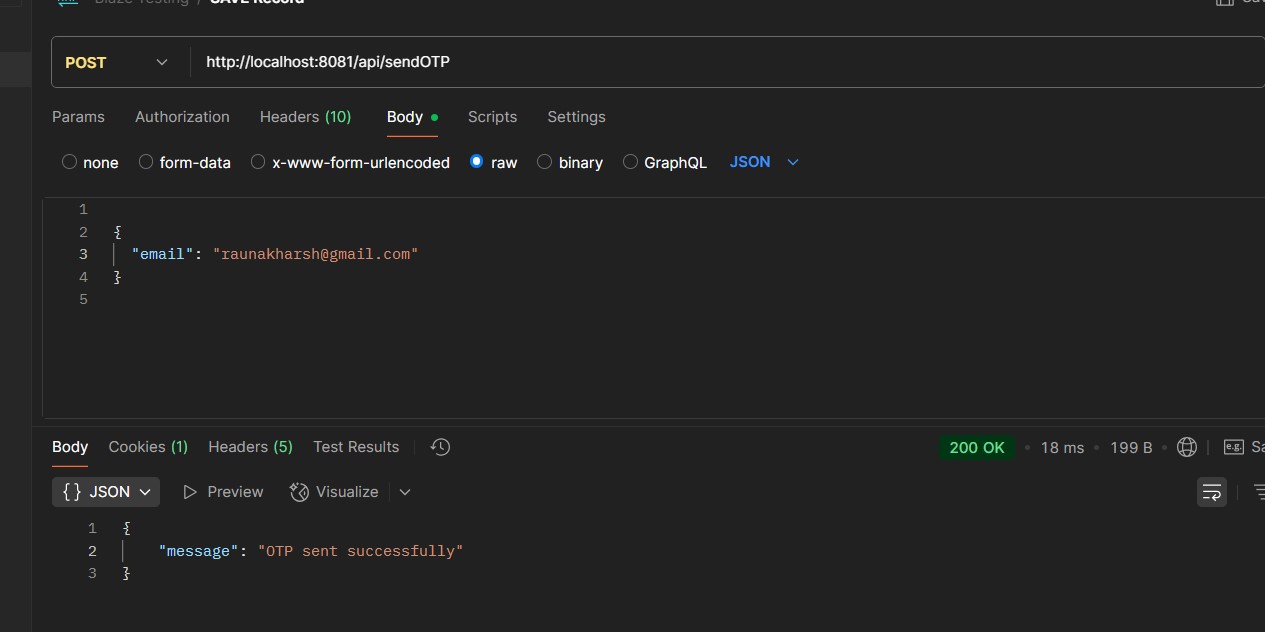 Blaze Testing / SAVE Record
POST http://localhost:8081/api/sendOTP
Params Authorization Headers (10) Body Scripts Settings
none form-data x-www-form-urlencoded raw binary GraphQL JSON
1
2 {
3 "email": "raunakharsh@gmail.com"
4 }
5
Body Cookies (1) Headers (5) Test Results 200 OK • 18 ms • 199 B • e.g. Sa
{} JSON Preview Visualize
1 {
2 "message": "OTP sent successfully"
3 }